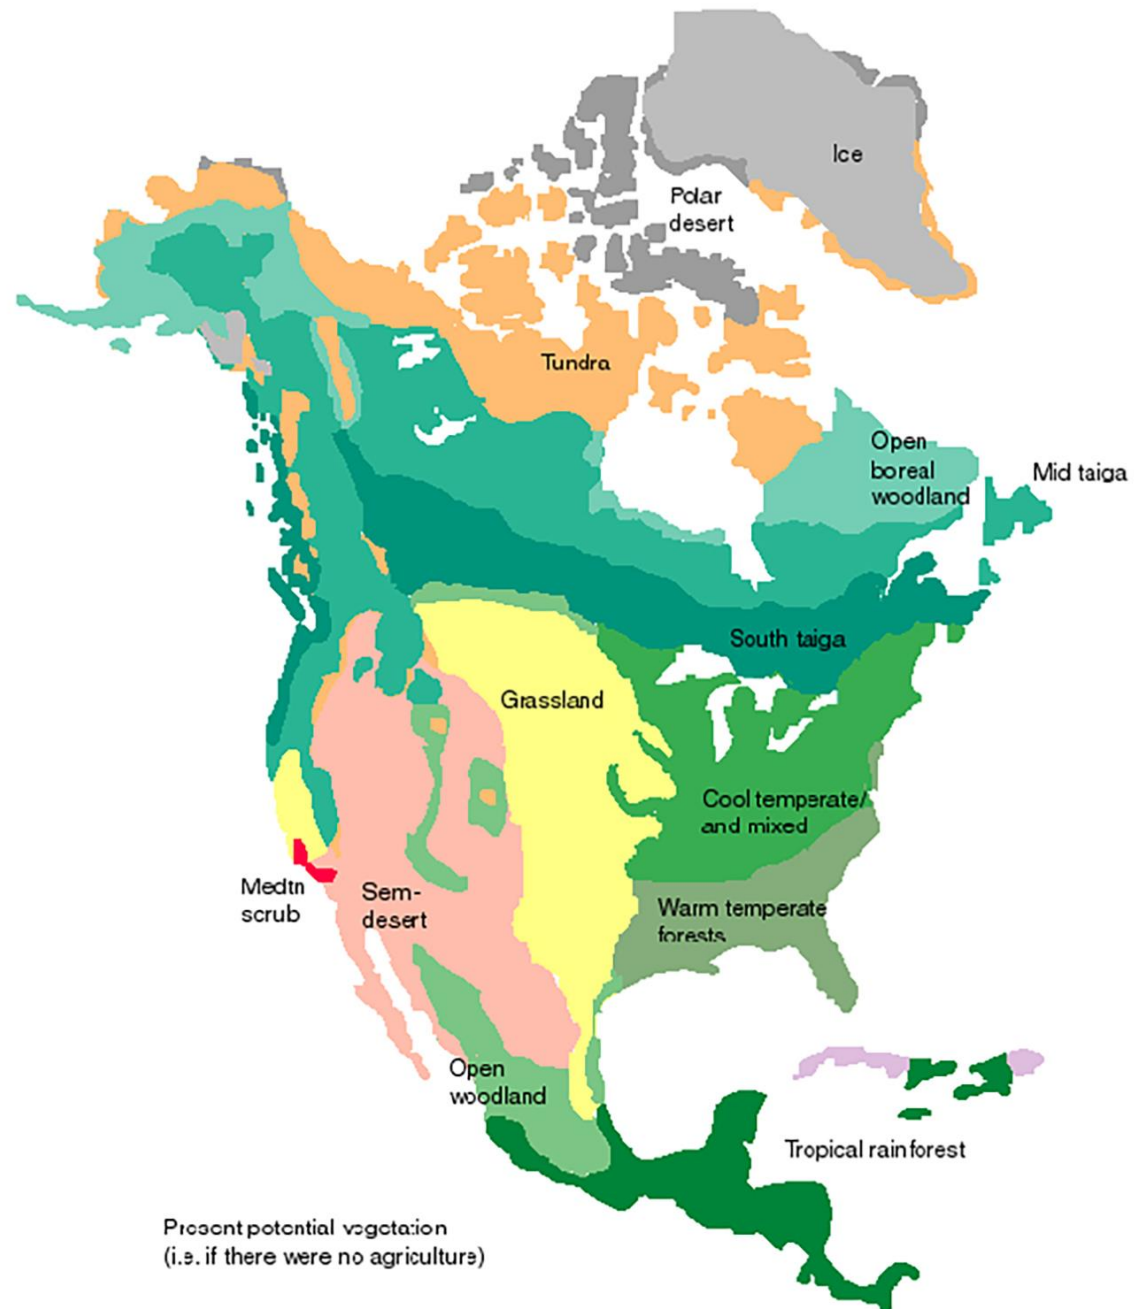 Ice
Polar
desert
Tundra
Open
boreal
woodland
Mid taiga
South taiga
Grassland
Cool temperate/
and mixed
Medtn
scrub
Sem-
desert
Warm temperate
forests
Open
woodland
Tropical rainforest
Present potential vegetation
(i.e. if there were no agriculture)